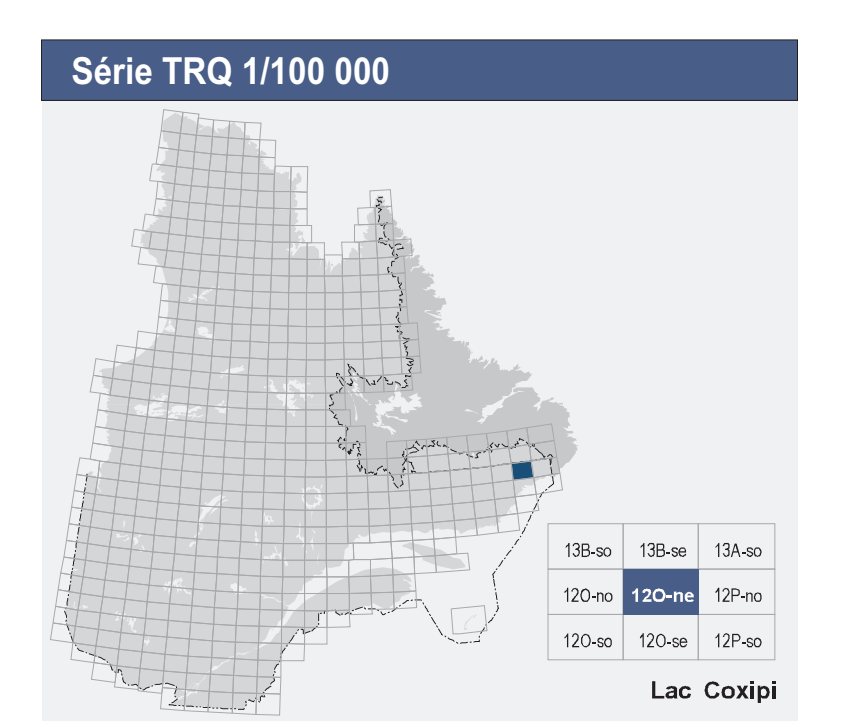 Série TRQ 1/100 000
13B-so 13B-se 13A-so
12O-no 12O-ne 12P-no
12O-so 12O-se 12P-so
Lac Coxipi